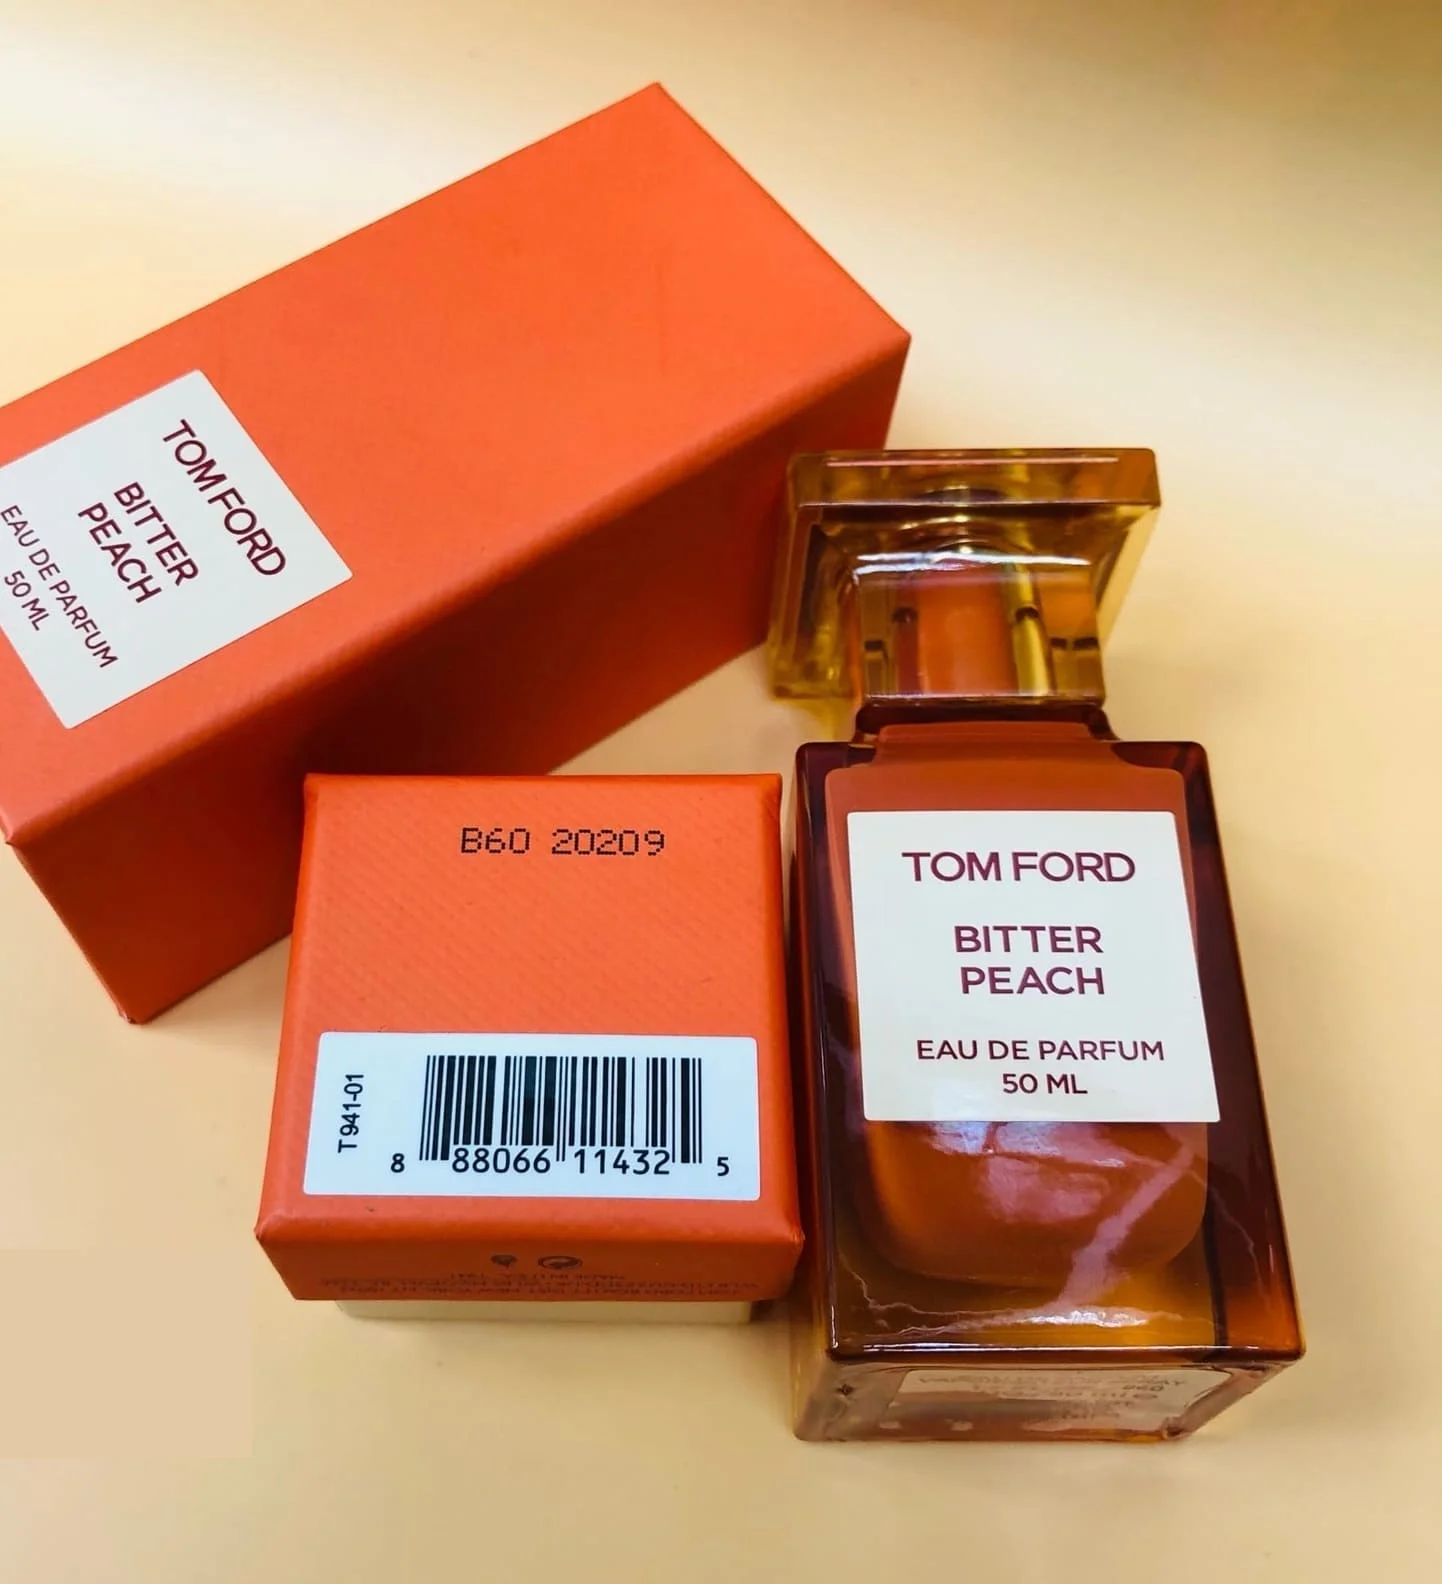 TOM FORD
BITTER
PEACH
EAU DE PARFUM
50 ML
B60 20209
T941-01
8 88066 11432 5
TOM FORD
BITTER
PEACH
EAU DE PARFUM
50 ML